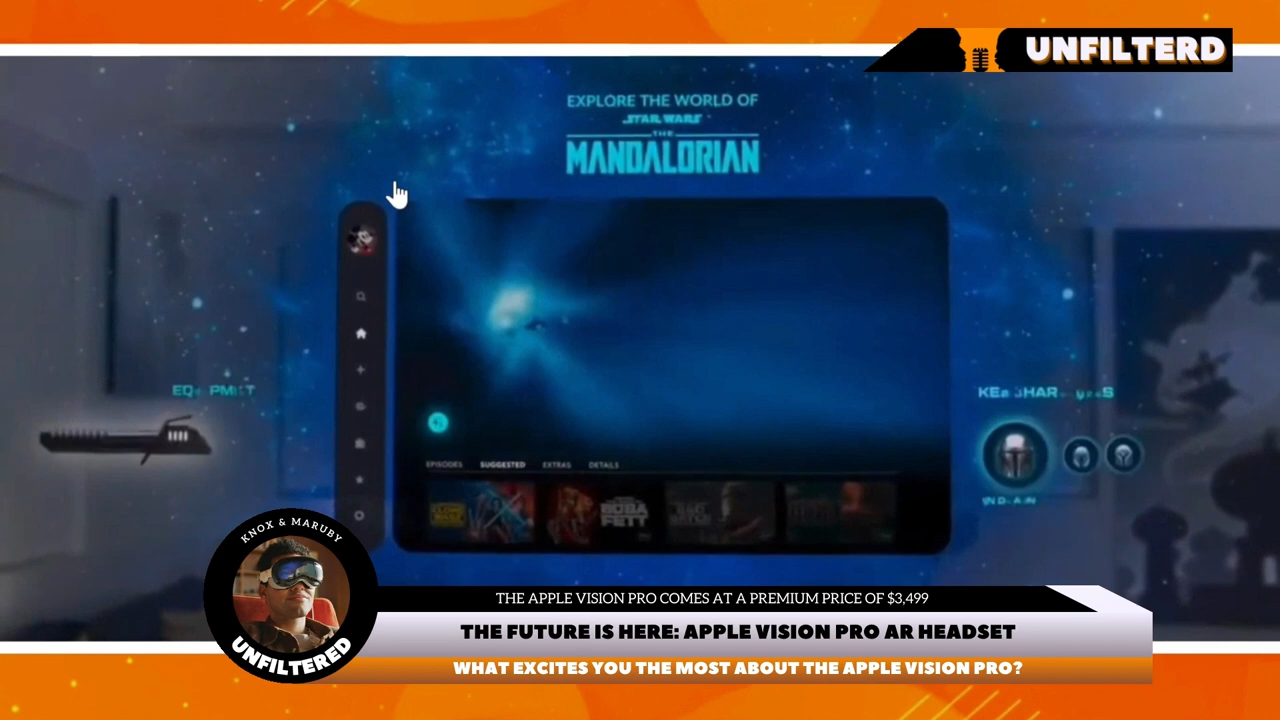 UNFILTERD
EXPLORE THE WORLD OF
STAR WARS
THE
MANDALORIAN
EPISODES SUGGESTED EXTRAS DETAILS
BOBA
FETT
KNOX & MARUBY
UNFILTERED
THE APPLE VISION PRO COMES AT A PREMIUM PRICE OF $3,499
THE FUTURE IS HERE: APPLE VISION PRO AR HEADSET
WHAT EXCITES YOU THE MOST ABOUT THE APPLE VISION PRO?